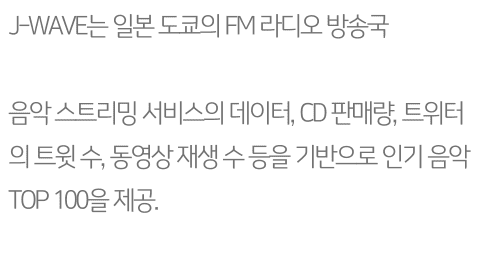 J-WAVE는 일본 도쿄의 FM 라디오 방송국
음악 스트리밍 서비스의 데이터, CD 판매량, 트위터
의 트윗 수, 동영상 재생 수 등을 기반으로 인기 음악
TOP 100을 제공.